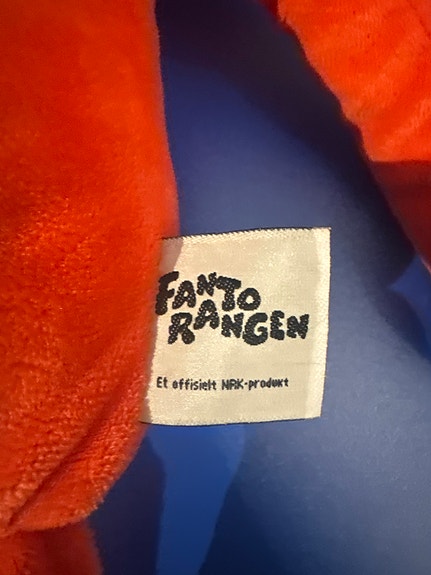 FANTO
RANGEN
Et offisielt NRK-produkt